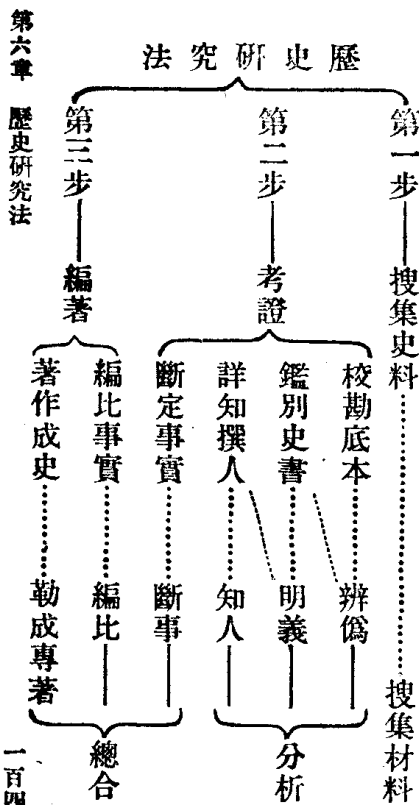 歷史研究法
第一步 搜集史料 搜集材料
第二步 考證
校勘底本 辨僞
鑑別史書 明義
詳知撰人 知人
分析
斷定事實 斷事
第三步 編著
編比事實 編比
著作成史 勒成專著
總合
第六章 歷史研究法
一百四